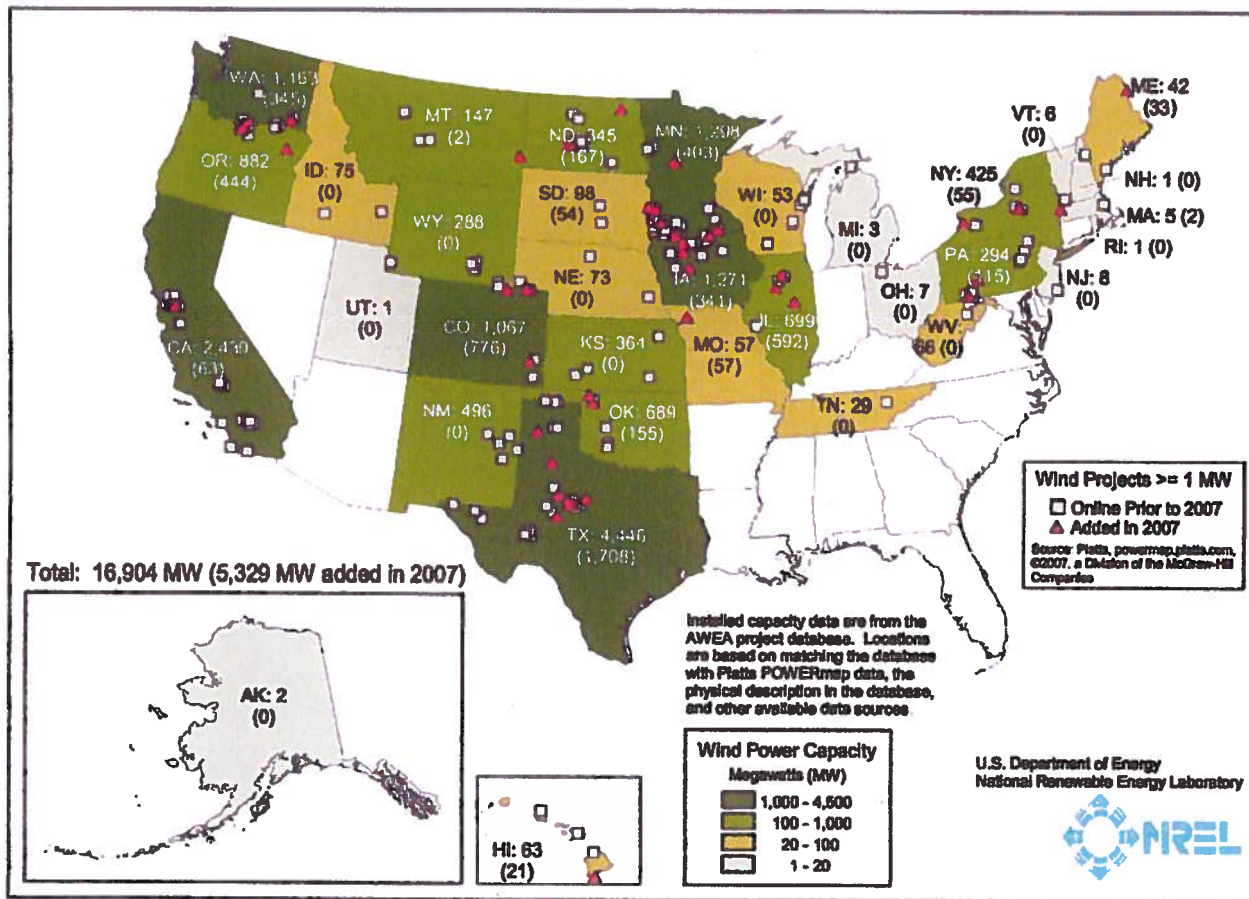 WA: 1,163
(345)
MT: 147
(2)
ND: 345
(167)
MN: 1,298
(403)
VT: 6
(0)
ME: 42
(33)
OR: 882
(444)
ID: 75
(0)
SD: 98
(54)
WI: 53
(0)
NY: 425
(55)
NH: 1 (0)
MA: 5 (2)
RI: 1 (0)
WY: 288
(0)
MI: 3
(0)
PA: 294
(115)
NJ: 8
(0)
NE: 73
(0)
IA: 1,271
(341)
OH: 7
(0)
UT: 1
(0)
CO: 1,067
(776)
IL: 699
(592)
WV:
66 (0)
CA: 2,439
(63)
KS: 364
(0)
MO: 57
(57)
NM: 496
(0)
OK: 689
(155)
TN: 29
(0)
TX: 4,446
(1,708)
Wind Projects >= 1 MW
Online Prior to 2007
Added in 2007
Source: Platts, powermap.platts.com,
©2007, a Division of the McGraw-Hill
Companies
Total: 16,904 MW (5,329 MW added in 2007)
AK: 2
(0)
HI: 63
(21)
Installed capacity data are from the
AWEA project database. Locations
are based on matching the database
with Platts POWERmap data, the
physical description in the database,
and other available data sources
Wind Power Capacity
Megawatts (MW)
1,000 - 4,500
100 - 1,000
20 - 100
1 - 20
U.S. Department of Energy
National Renewable Energy Laboratory
NREL